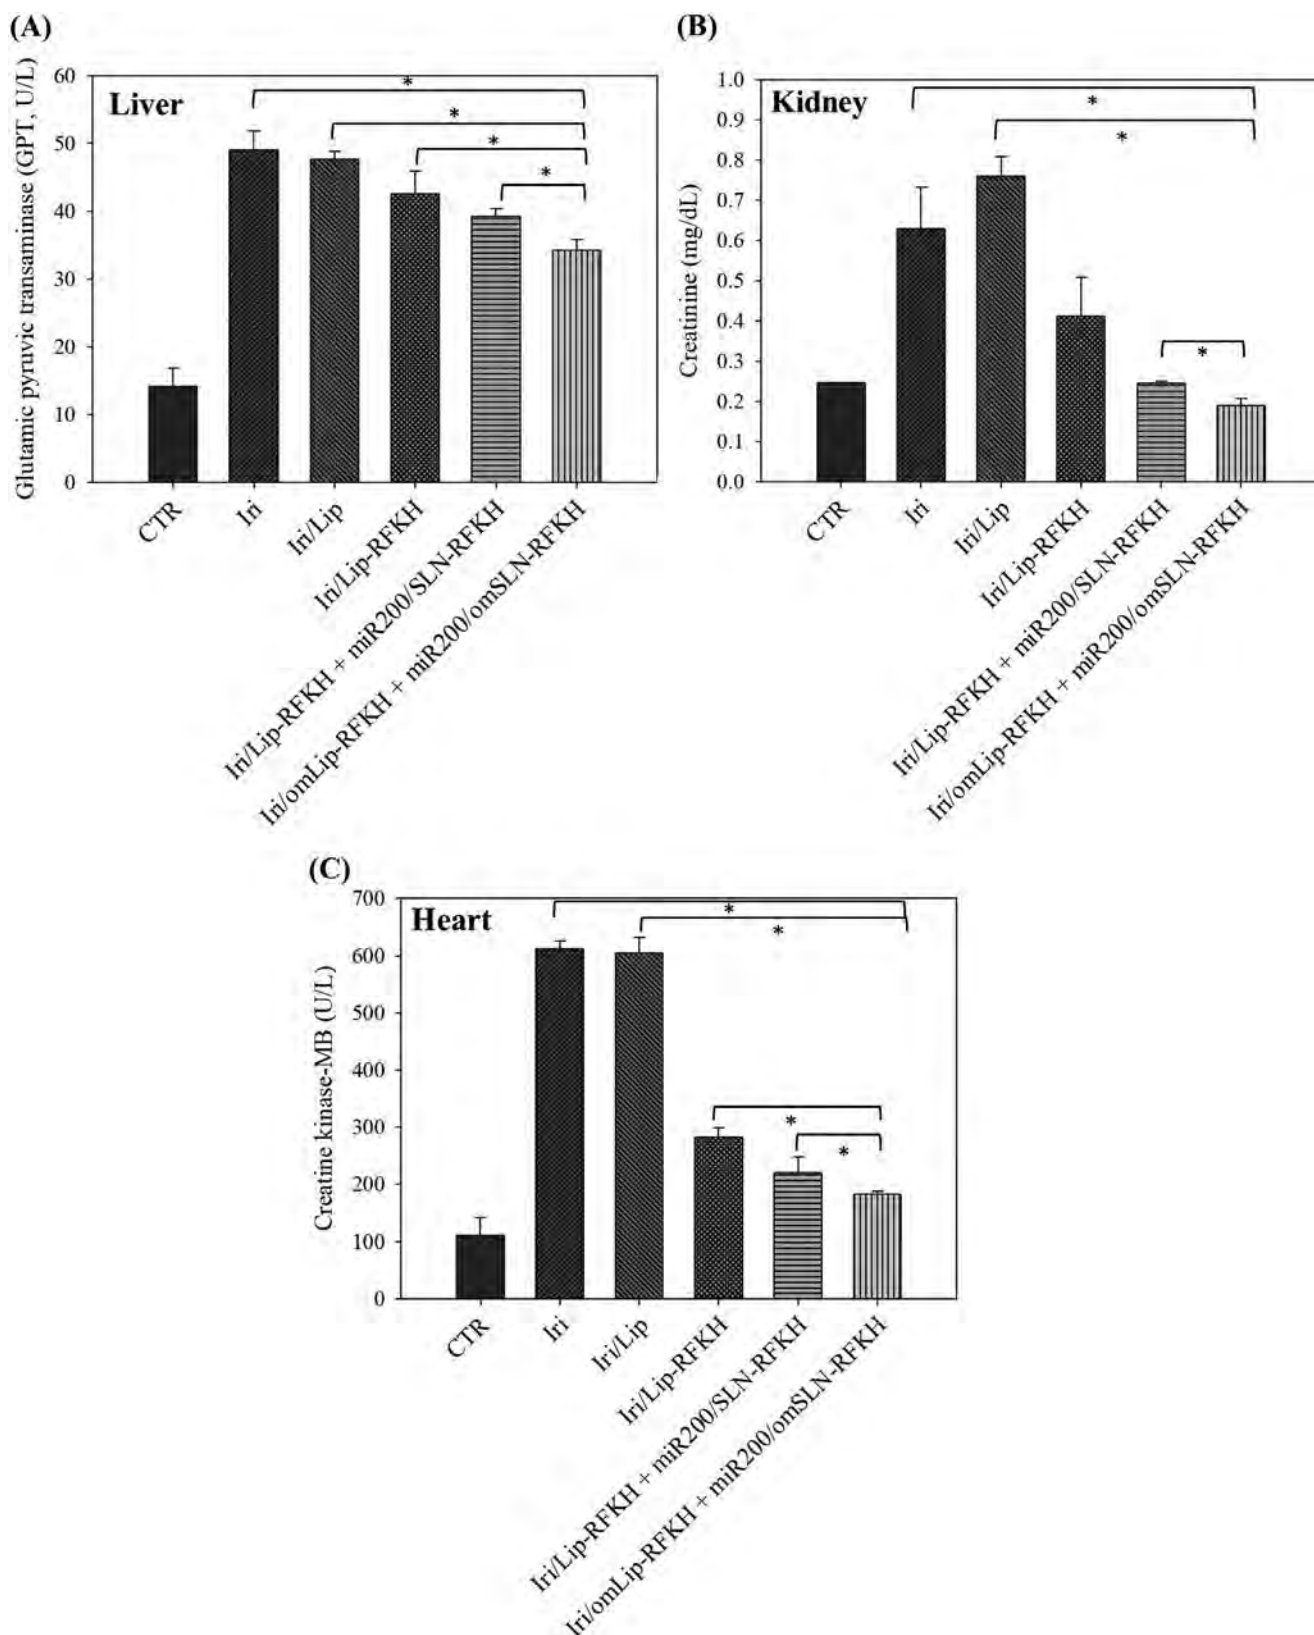 (A)
Liver
Glutamic pyruvic transaminase (GPT, U/L)
60
50
40
30
20
10
0
*
*
*
*
CTR
Iri
Iri/Lip
Iri/Lip-RFKH
Iri/Lip-RFKH + miR200/SLN-RFKH
Iri/omLip-RFKH + miR200/omSLN-RFKH
(B)
Kidney
Creatinine (mg/dL)
1.0
0.9
0.8
0.7
0.6
0.5
0.4
0.3
0.2
0.1
0.0
*
*
*
CTR
Iri
Iri/Lip
Iri/Lip-RFKH
Iri/Lip-RFKH + miR200/SLN-RFKH
Iri/omLip-RFKH + miR200/omSLN-RFKH
(C)
Heart
Creatine kinase-MB (U/L)
700
600
500
400
300
200
100
0
*
*
*
*
CTR
Iri
Iri/Lip
Iri/Lip-RFKH
Iri/Lip-RFKH + miR200/SLN-RFKH
Iri/omLip-RFKH + miR200/omSLN-RFKH